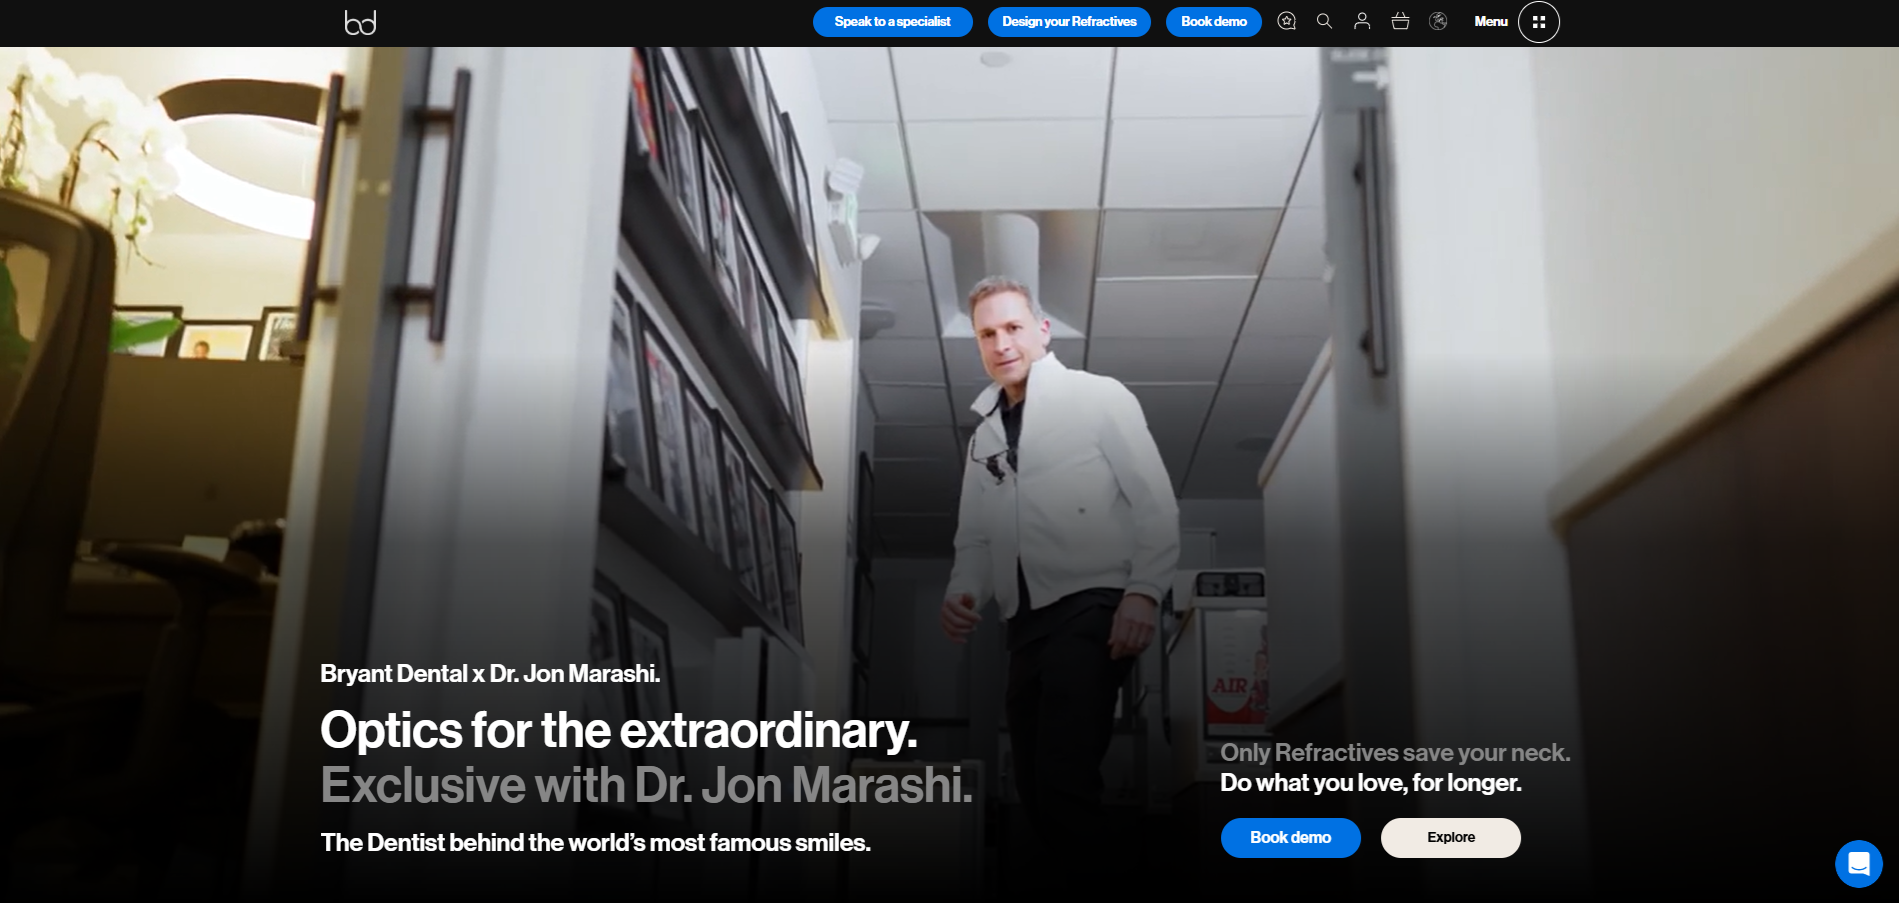 bd
Speak to a specialist
Design your Refractives
Book demo
Menu
AIR
Bryant Dental x Dr. Jon Marashi.
Optics for the extraordinary.
Exclusive with Dr. Jon Marashi.
The Dentist behind the world’s most famous smiles.
Only Refractives save your neck.
Do what you love, for longer.
Book demo
Explore